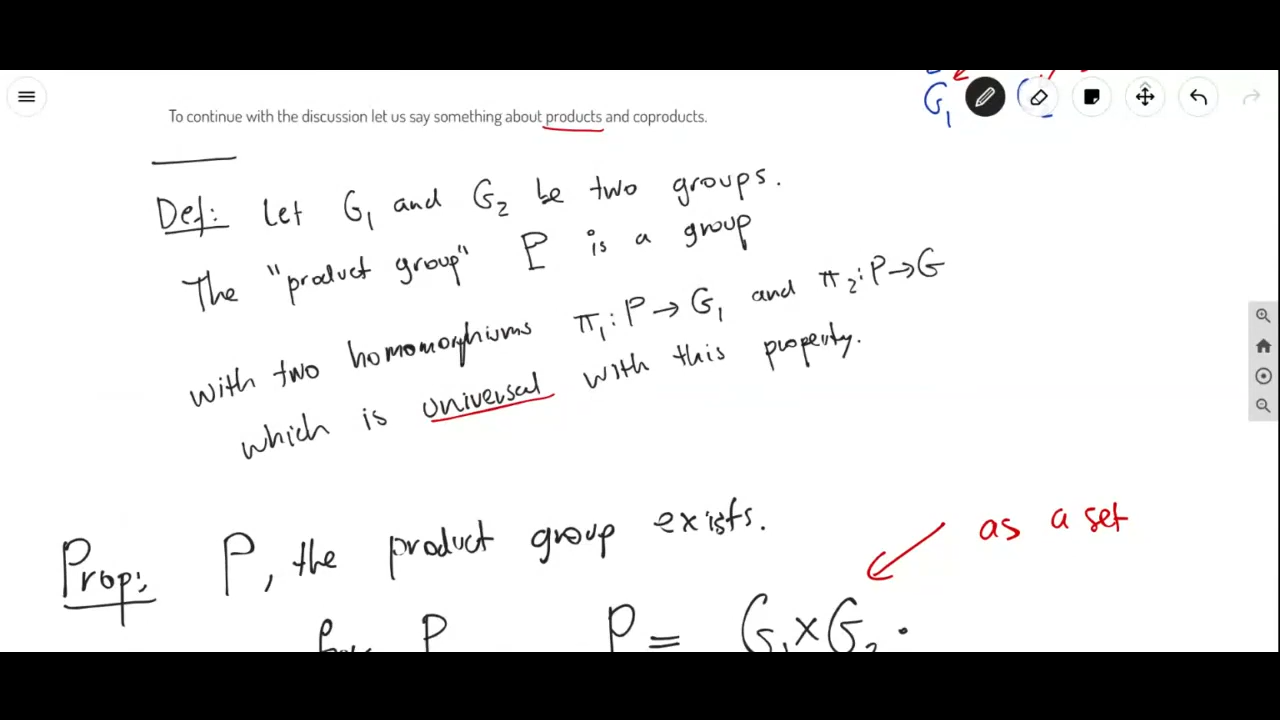 G₁
To continue with the discussion let us say something about products and coproducts.
Def: Let G₁ and G₂ be two groups.
The "product group" P is a group
with two homomorphisms π₁: P → G₁ and π₂: P → G
which is universal with this property.
Prop: P, the product group exists.
as a set
for P P = G₁ × G₂.